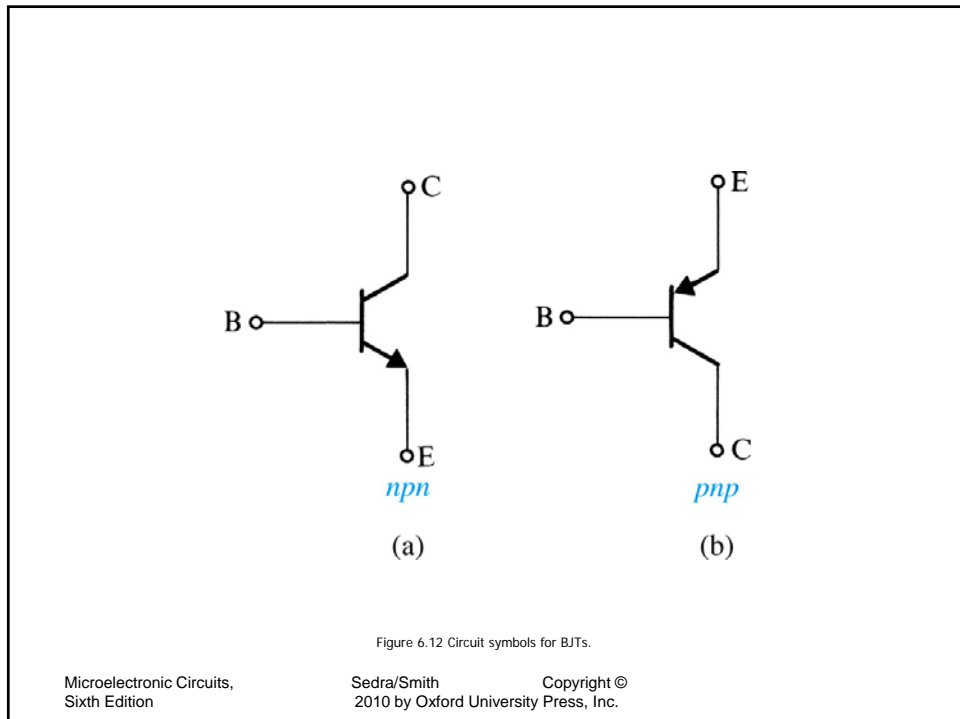 C
E
B
B
E
C
npn
pnp
(a)
(b)
Figure 6.12 Circuit symbols for BJTs.
Microelectronic Circuits,
Sixth Edition
Sedra/Smith
Copyright ©
2010 by Oxford University Press, Inc.